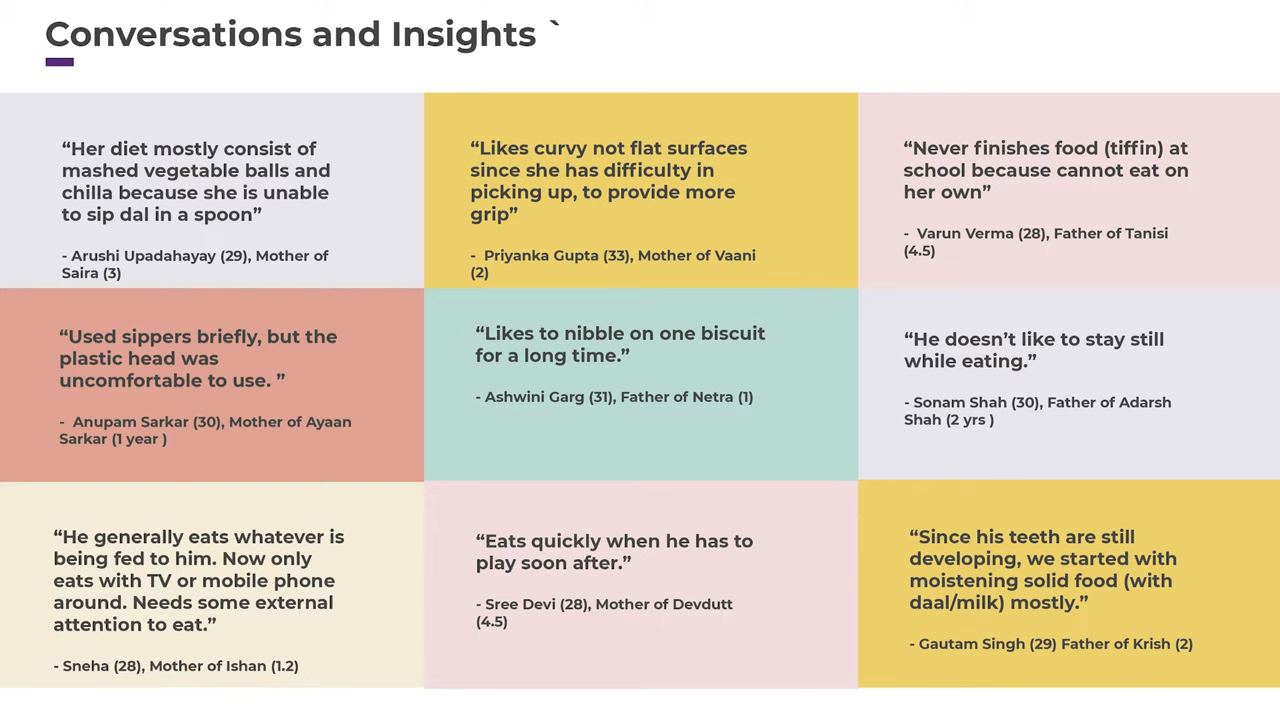 Conversations and Insights `
“Her diet mostly consist of
mashed vegetable balls and
chilla because she is unable
to sip dal in a spoon”
- Arushi Upadahayay (29), Mother of
Saira (3)
“Likes curvy not flat surfaces
since she has difficulty in
picking up, to provide more
grip”
- Priyanka Gupta (33), Mother of Vaani
(2)
“Never finishes food (tiffin) at
school because cannot eat on
her own”
- Varun Verma (28), Father of Tanisi
(4.5)
“Used sippers briefly, but the
plastic head was
uncomfortable to use. ”
- Anupam Sarkar (30), Mother of Ayaan
Sarkar (1 year )
“Likes to nibble on one biscuit
for a long time.”
- Ashwini Garg (31), Father of Netra (1)
“He doesn’t like to stay still
while eating.”
- Sonam Shah (30), Father of Adarsh
Shah (2 yrs )
“He generally eats whatever is
being fed to him. Now only
eats with TV or mobile phone
around. Needs some external
attention to eat.”
- Sneha (28), Mother of Ishan (1.2)
“Eats quickly when he has to
play soon after.”
- Sree Devi (28), Mother of Devdutt
(4.5)
“Since his teeth are still
developing, we started with
moistening solid food (with
daal/milk) mostly.”
- Gautam Singh (29) Father of Krish (2)